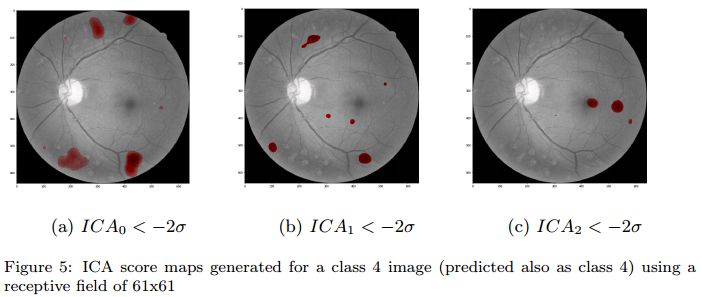 (a) ICA₀ < −2σ
(b) ICA₁ < −2σ
(c) ICA₂ < −2σ
Figure 5: ICA score maps generated for a class 4 image (predicted also as class 4) using a
receptive field of 61x61